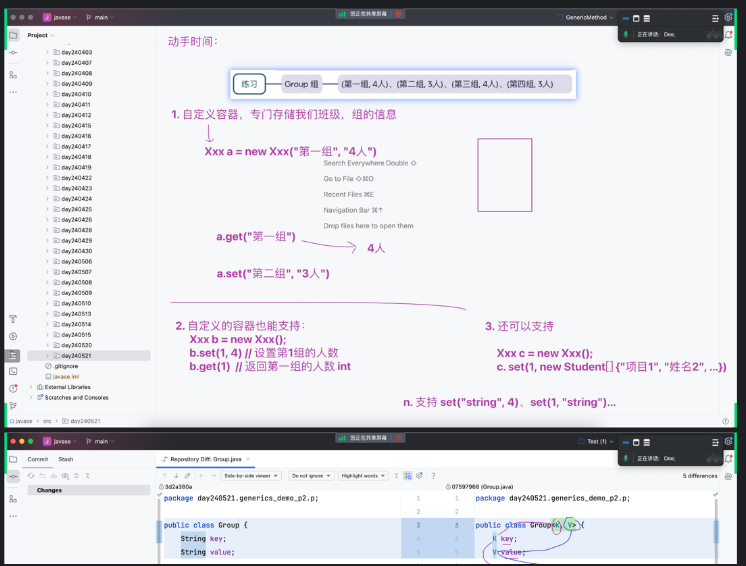 javase
main
您正在共享屏幕
GenericMethod
正在讲话:
Project
day240403
day240407
day240408
day240409
day240410
day240411
day240412
day240415
day240416
day240417
day240418
day240419
day240422
day240423
day240424
day240425
day240426
day240428
day240429
day240430
day240506
day240507
day240508
day240509
day240510
day240513
day240514
day240515
day240520
day240521
.gitignore
javase.iml
External Libraries
Scratches and Consoles
动手时间：
练习
Group 组
(第一组, 4人)、(第二组, 3人)、(第三组, 4人)、(第四组, 3人)
1. 自定义容器，专门存储我们班级，组的信息
Xxx a = new Xxx("第一组", "4人")
Search Everywhere Double ⇧
Go to File ⇧⌘O
Recent Files ⌘E
Navigation Bar ⌘↑
Drop files here to open them
a.get("第一组")
4人
a.set("第二组", "3人")
2. 自定义的容器也能支持：
Xxx b = new Xxx();
b.set(1, 4) // 设置第1组的人数
b.get(1) // 返回第一组的人数 int
3. 还可以支持
Xxx c = new Xxx();
c. set(1, new Student[] {"项目1", "姓名2", ...})
n. 支持 set("string", 4)、set(1, "string")...
javase > src > day240521
javase
main
您正在共享屏幕
Test (1)
正在讲话:
Commit
Stash
Repository Diff: Group.java
Changes
Side-by-side viewer
Do not ignore
Highlight words
5 differences
3d2a380a
07597968 (Group.java)
package day240521.generics_demo_p2.p;
1
1
package day240521.generics_demo_p2.p;
2
2
public class Group {
3
3
public class Group<K, V> {
String key;
4
4
K key;
String value;
5
5
V value;